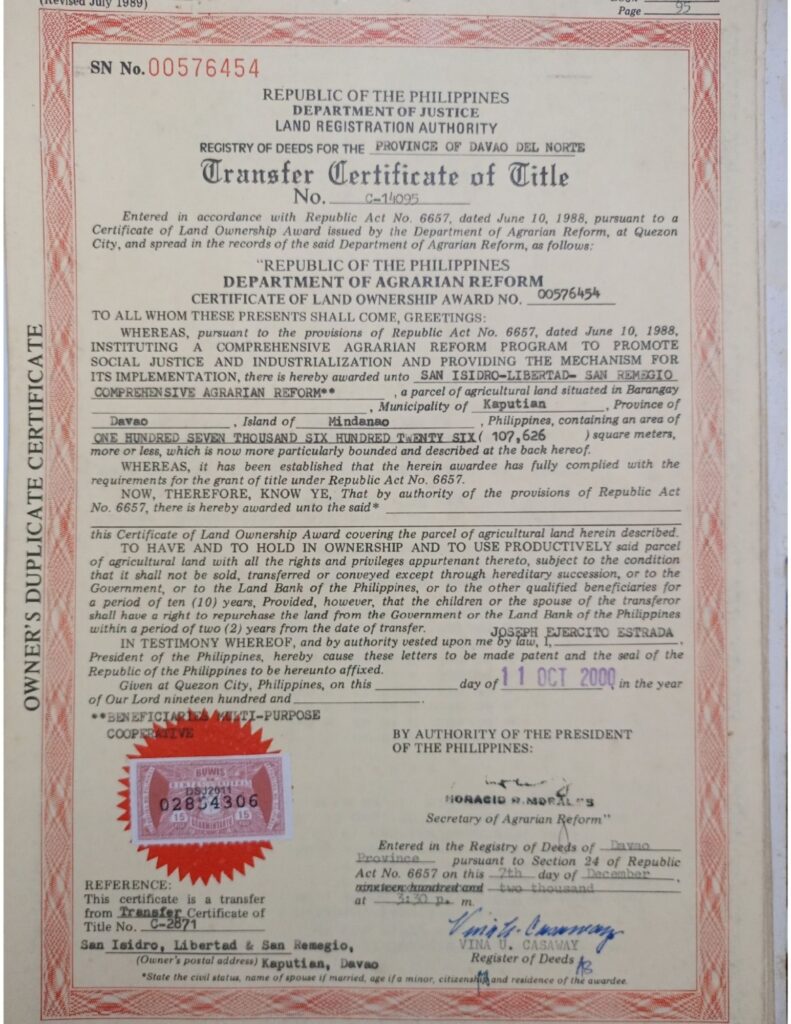 (Revised July 1989)
Page 95
SN No. 00576454
REPUBLIC OF THE PHILIPPINES
DEPARTMENT OF JUSTICE
LAND REGISTRATION AUTHORITY
REGISTRY OF DEEDS FOR THE PROVINCE OF DAVAO DEL NORTE
Transfer Certificate of Title
No. C-14095
Entered in accordance with Republic Act No. 6657, dated June 10, 1988, pursuant to a
Certificate of Land Ownership Award issued by the Department of Agrarian Reform, at Quezon
City, and spread in the records of the said Department of Agrarian Reform, as follows:
"REPUBLIC OF THE PHILIPPINES
DEPARTMENT OF AGRARIAN REFORM
CERTIFICATE OF LAND OWNERSHIP AWARD NO. 00576454
TO ALL WHOM THESE PRESENTS SHALL COME, GREETINGS:
WHEREAS, pursuant to the provisions of Republic Act No. 6657, dated June 10, 1988,
INSTITUTING A COMPREHENSIVE AGRARIAN REFORM PROGRAM TO PROMOTE
SOCIAL JUSTICE AND INDUSTRIALIZATION AND PROVIDING THE MECHANISM FOR
ITS IMPLEMENTATION, there is hereby awarded unto SAN ISIDRO-LIBERTAD- SAN REMEGIO
COMPREHENSIVE AGRARIAN REFORM**, a parcel of agricultural land situated in Barangay
, Municipality of Kaputian, Province of
Davao, Island of Mindanao, Philippines, containing an area of
ONE HUNDRED SEVEN THOUSAND SIX HUNDRED TWENTY SIX( 107,626 ) square meters,
more or less, which is now more particularly bounded and described at the back hereof.
WHEREAS, it has been established that the herein awardee has fully complied with the
requirements for the grant of title under Republic Act No. 6657.
NOW, THEREFORE, KNOW YE, That by authority of the provisions of Republic Act
No. 6657, there is hereby awarded unto the said*
this Certificate of Land Ownership Award covering the parcel of agricultural land herein described.
TO HAVE AND TO HOLD IN OWNERSHIP AND TO USE PRODUCTIVELY said parcel
of agricultural land with all the rights and privileges appurtenant thereto, subject to the condition
that it shall not be sold, transferred or conveyed except through hereditary succession, or to the
Government, or to the Land Bank of the Philippines, or to the other qualified beneficiaries for
a period of ten (10) years, Provided, however, that the children or the spouse of the transferor
shall have a right to repurchase the land from the Government or the Land Bank of the Philippines
within a period of two (2) years from the date of transfer.
IN TESTIMONY WHEREOF, and by authority vested upon me by law, I, JOSEPH EJERCITO ESTRADA
President of the Philippines, hereby cause these letters to be made patent and the seal of the
Republic of the Philippines to be hereunto affixed.
Given at Quezon City, Philippines, on this day of 11 OCT 2000, in the year
of Our Lord nineteen hundred and
**BENEFICIARIES MULTI-PURPOSE
COOPERATIVE
BY AUTHORITY OF THE PRESIDENT
OF THE PHILIPPINES:
BUWIS
DSJ2011
02854306
15 15
HORACIO R. MORALES
Secretary of Agrarian Reform"
Entered in the Registry of Deeds of Davao
Province pursuant to Section 24 of Republic
Act No. 6657 on this 7th day of December,
nineteen hundred and two thousand
at 3:30 p. m.
REFERENCE:
This certificate is a transfer
from Transfer Certificate of
Title No. C-2871
Vina U. Casaway
VINA U. CASAWAY
Register of Deeds
San Isidro, Libertad & San Remegio,
(Owner's postal address) Kaputian, Davao
*State the civil status, name of spouse if married, age if a minor, citizenship and residence of the awardee.
OWNER'S DUPLICATE CERTIFICATE